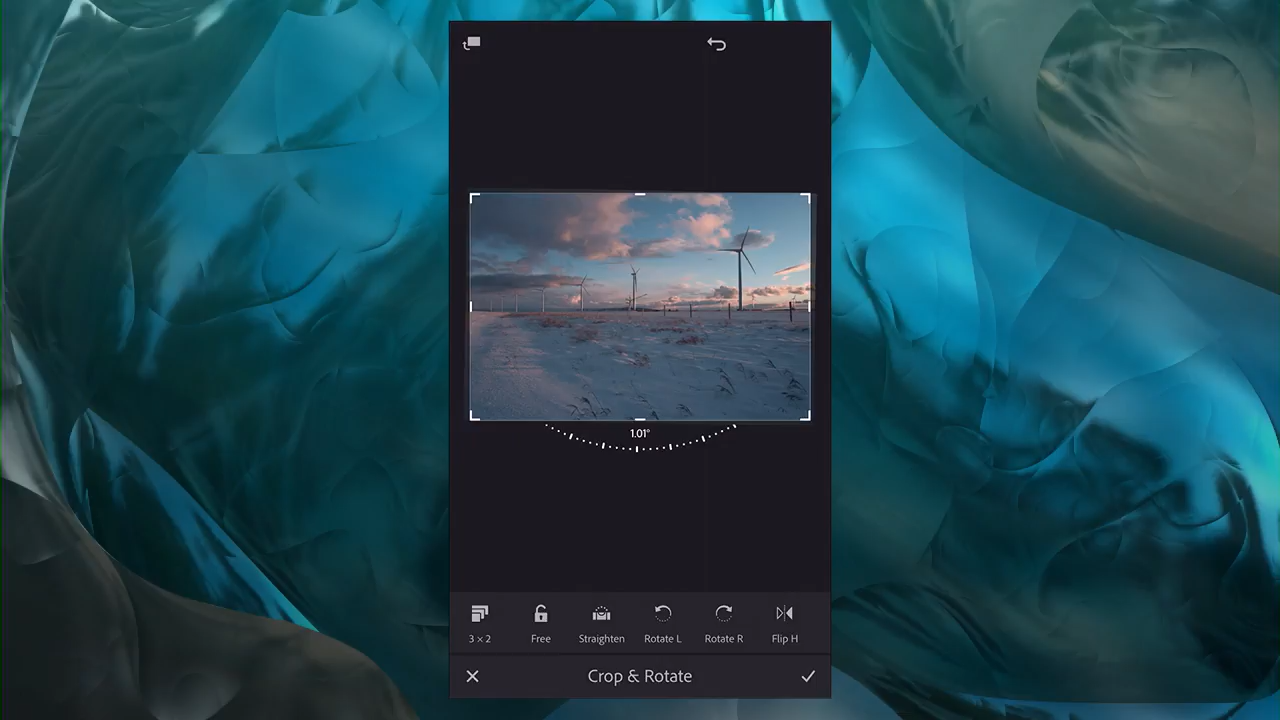 1.01°
3 × 2
Free
Straighten
Rotate L
Rotate R
Flip H
Crop & Rotate